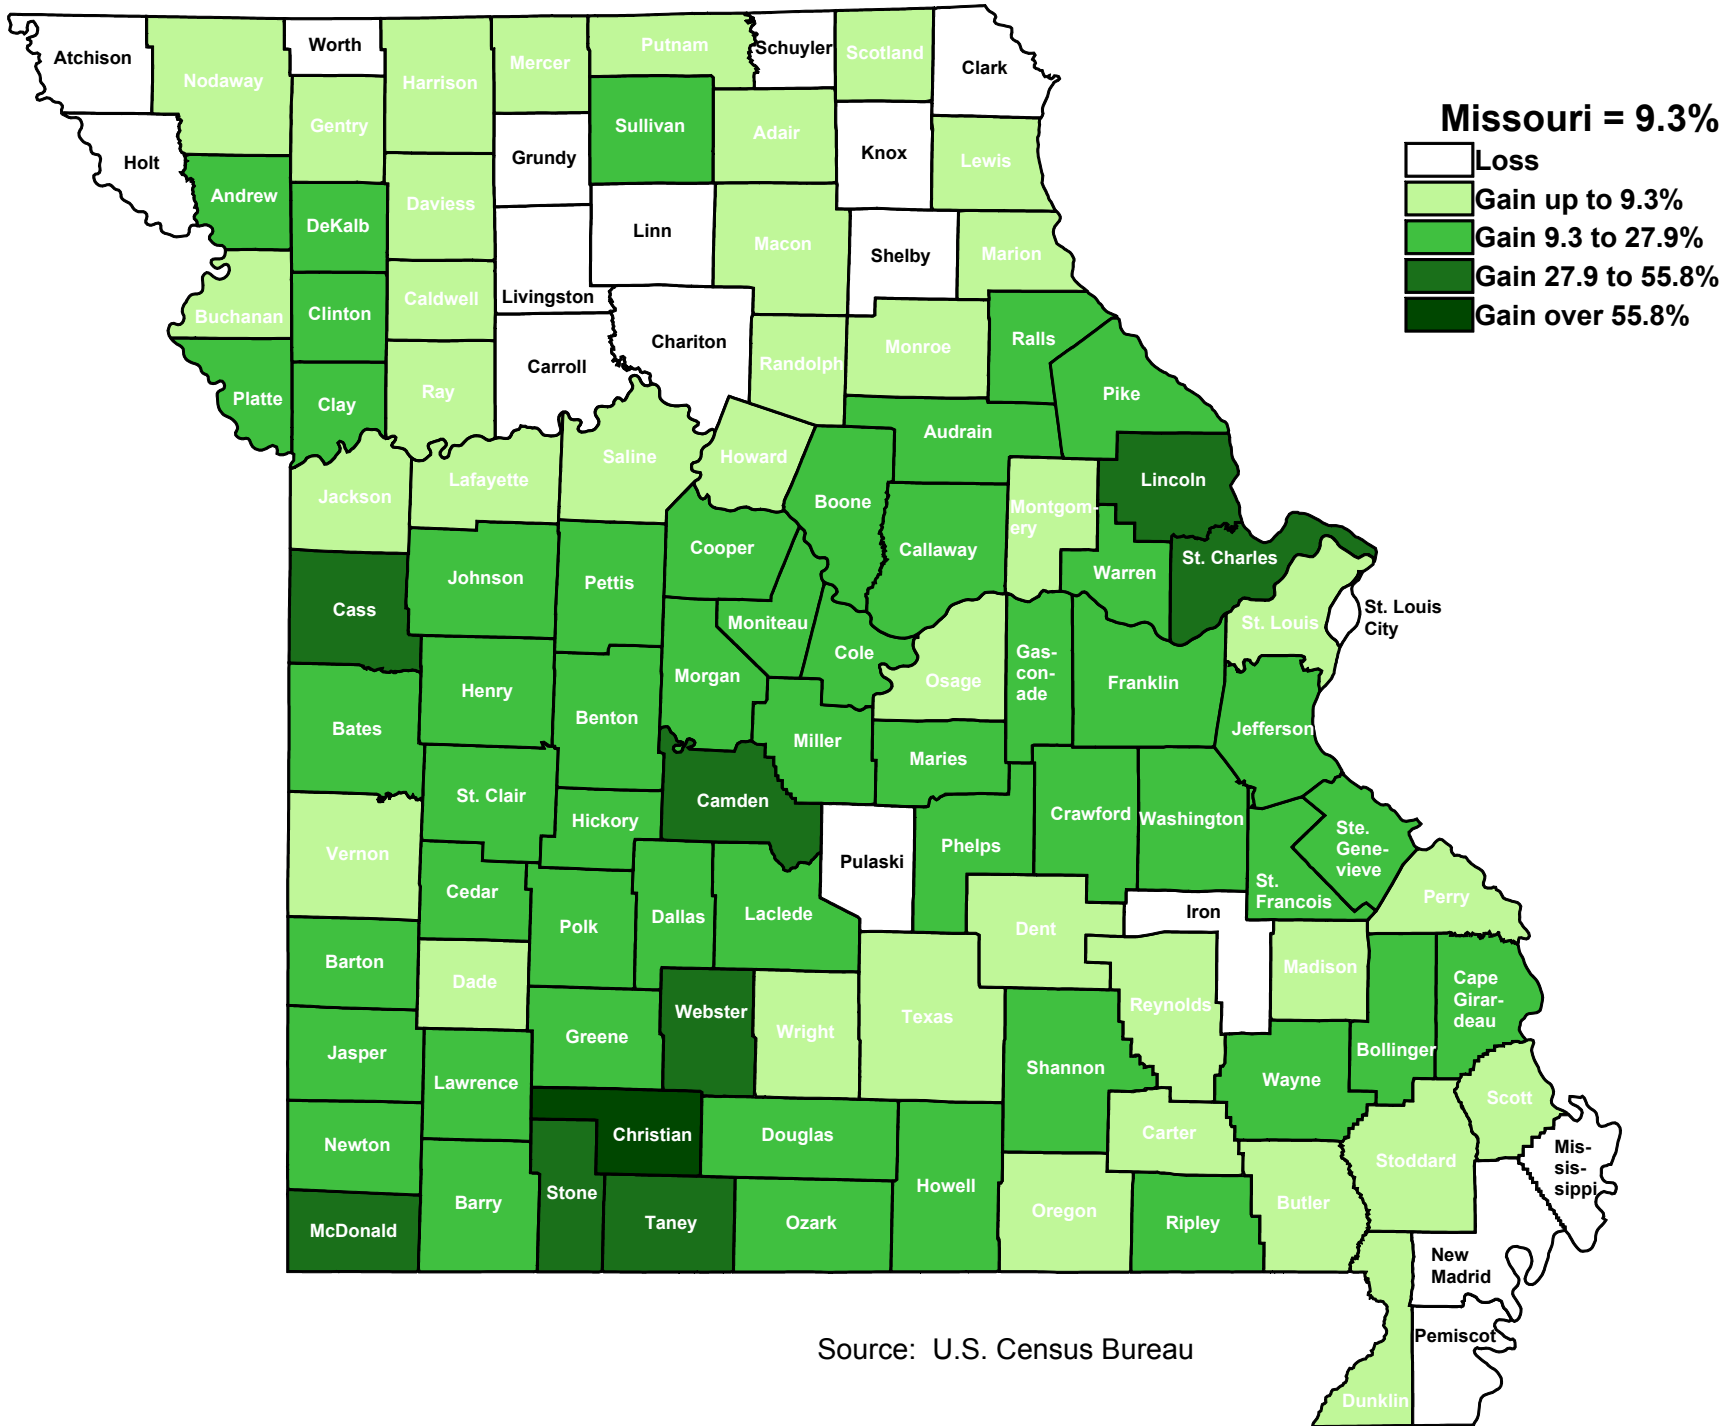 Atchison
Nodaway
Worth
Harrison
Mercer
Putnam
Schuyler
Scotland
Clark
Missouri = 9.3%
Loss
Gain up to 9.3%
Gain 9.3 to 27.9%
Gain 27.9 to 55.8%
Gain over 55.8%
Holt
Gentry
Grundy
Sullivan
Adair
Knox
Lewis
Andrew
DeKalb
Daviess
Linn
Macon
Shelby
Marion
Buchanan
Clinton
Caldwell
Livingston
Chariton
Randolph
Monroe
Ralls
Platte
Clay
Ray
Carroll
Pike
Audrain
Jackson
Lafayette
Saline
Howard
Boone
Callaway
Montgom-
ery
Lincoln
Cass
Johnson
Pettis
Cooper
Moniteau
Cole
Warren
St. Charles
St. Louis
St. Louis
City
Bates
Henry
Benton
Morgan
Miller
Osage
Maries
Gas-
con-
ade
Franklin
Jefferson
Vernon
St. Clair
Hickory
Camden
Pulaski
Phelps
Crawford
Washington
Ste.
Gene-
vieve
St.
Francois
Perry
Cedar
Polk
Dallas
Laclede
Dent
Iron
Barton
Dade
Webster
Wright
Texas
Reynolds
Madison
Bollinger
Cape
Girar-
deau
Jasper
Lawrence
Greene
Shannon
Wayne
Scott
Newton
Christian
Douglas
Howell
Carter
Stoddard
Mis-
sis-
sippi
McDonald
Barry
Stone
Taney
Ozark
Oregon
Ripley
Butler
New
Madrid
Pemiscot
Dunklin
Source: U.S. Census Bureau